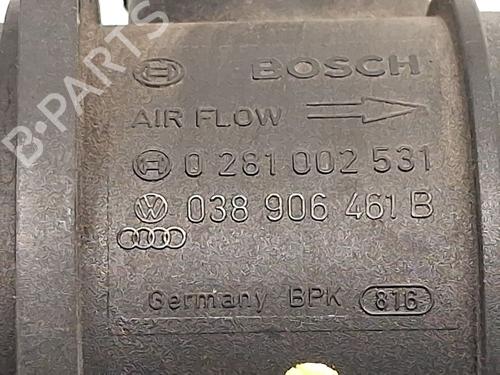 BOSCH
AIR FLOW
0 281 002 531
038 906 461 B
Germany BPK 816
B-PARTS